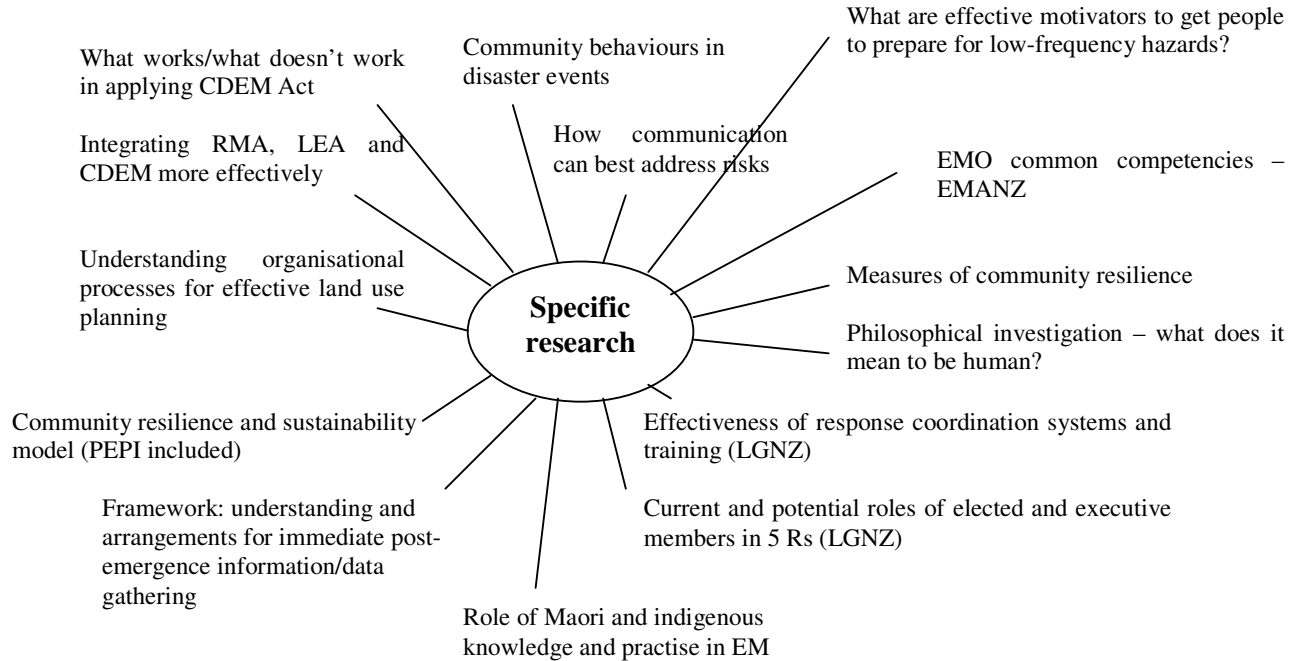 What are effective motivators to get people
to prepare for low-frequency hazards?
Community behaviours in
disaster events
What works/what doesn't work
in applying CDEM Act
How communication
can best address risks
Integrating RMA, LEA and
CDEM more effectively
EMO common competencies –
EMANZ
Understanding organisational
processes for effective land use
planning
Measures of community resilience
Specific
research
Philosophical investigation – what does it
mean to be human?
Community resilience and sustainability
model (PEPI included)
Effectiveness of response coordination systems and
training (LGNZ)
Framework: understanding and
arrangements for immediate post-
emergence information/data
gathering
Current and potential roles of elected and executive
members in 5 Rs (LGNZ)
Role of Maori and indigenous
knowledge and practise in EM